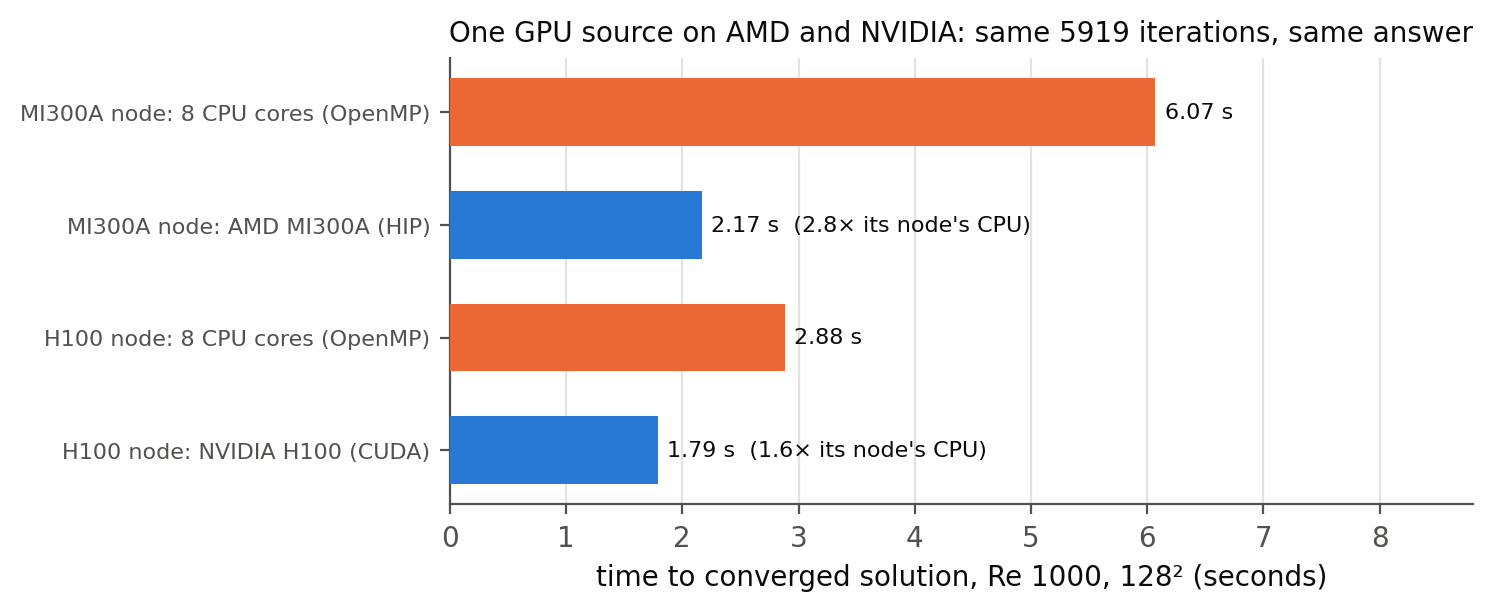 One GPU source on AMD and NVIDIA: same 5919 iterations, same answer
MI300A node: 8 CPU cores (OpenMP)
6.07 s
MI300A node: AMD MI300A (HIP)
2.17 s (2.8× its node's CPU)
H100 node: 8 CPU cores (OpenMP)
2.88 s
H100 node: NVIDIA H100 (CUDA)
1.79 s (1.6× its node's CPU)
0 1 2 3 4 5 6 7 8
time to converged solution, Re 1000, 128² (seconds)